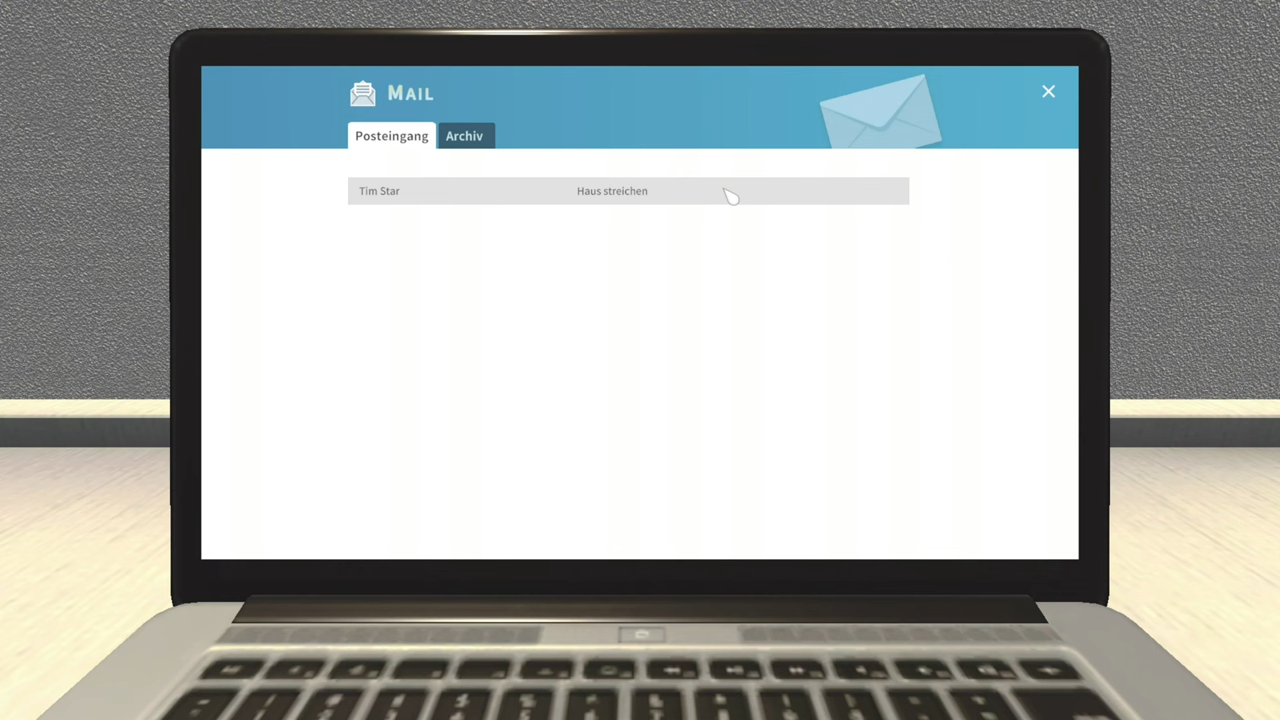 MAIL
Posteingang
Archiv
Tim Star
Haus streichen